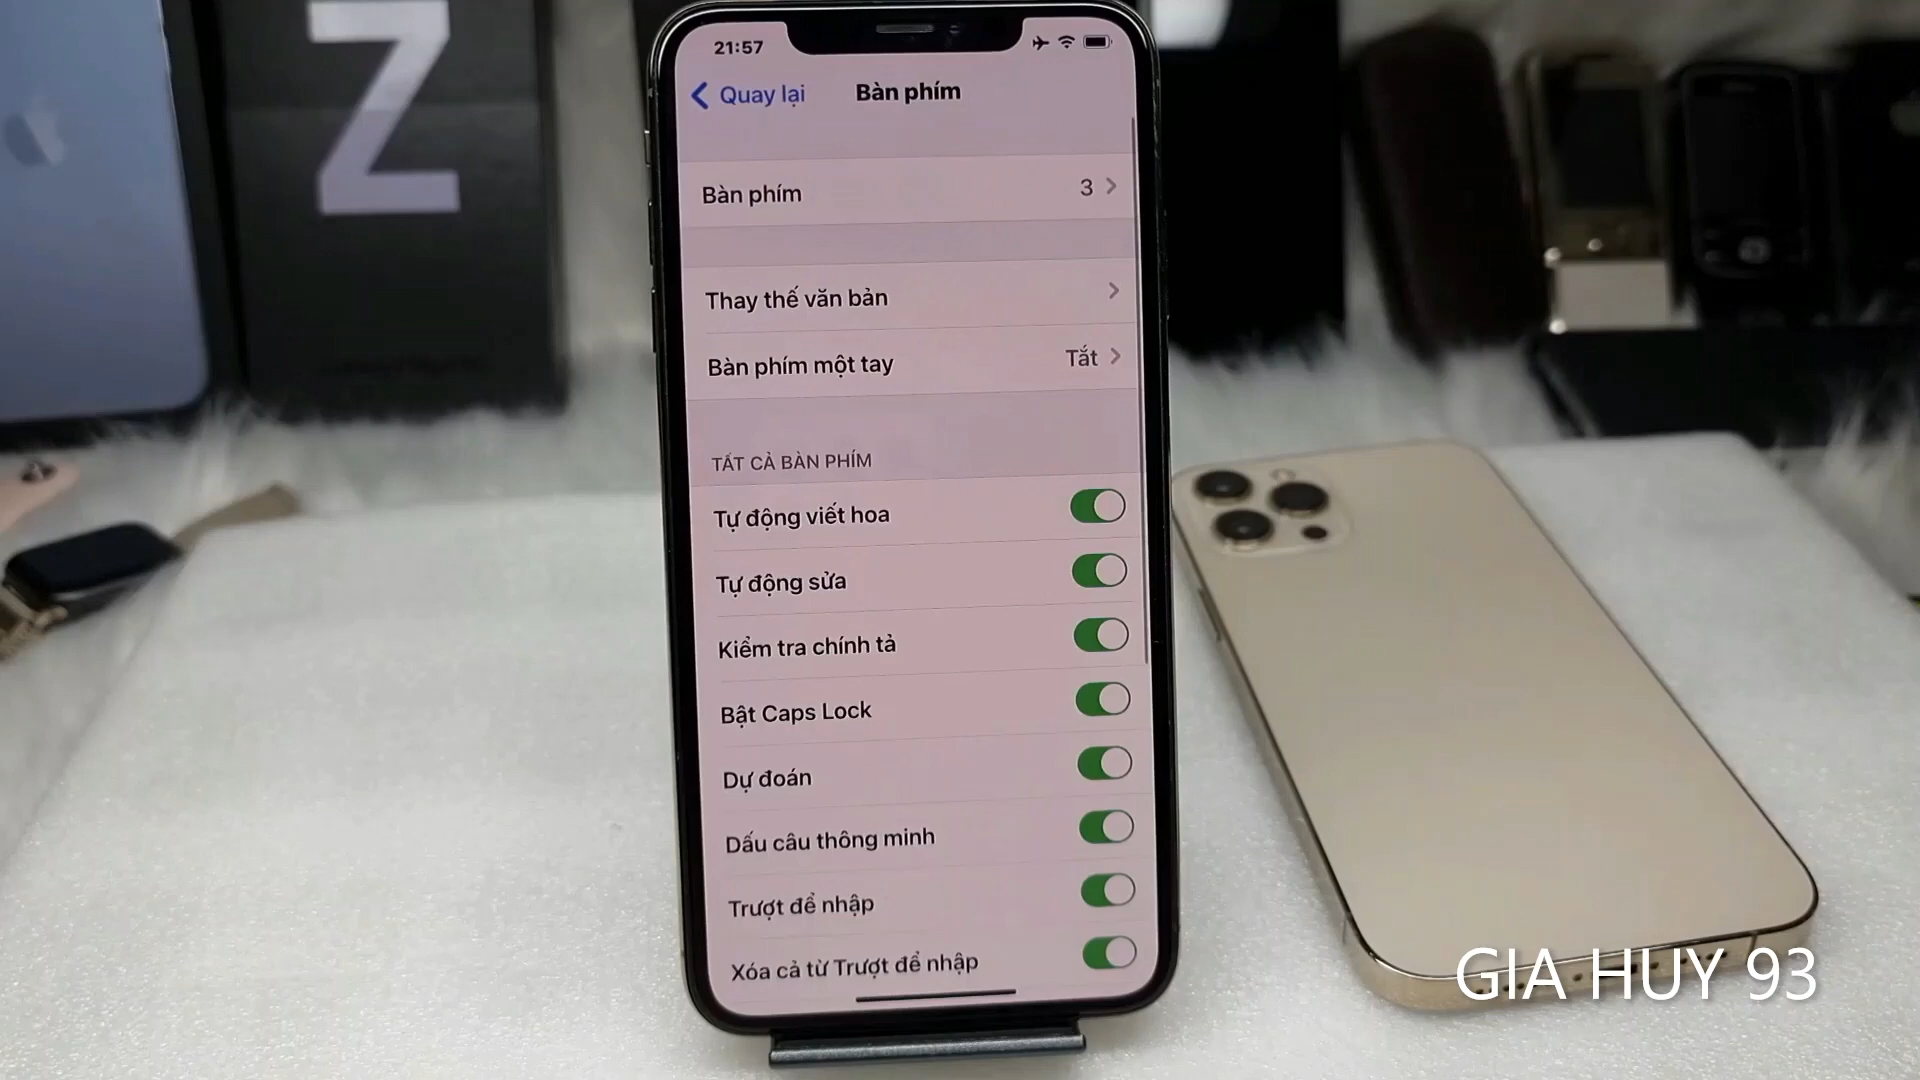 Z
21:57
Quay lại
Bàn phím
Bàn phím
3
Thay thế văn bản
Bàn phím một tay
Tắt
TẤT CẢ BÀN PHÍM
Tự động viết hoa
Tự động sửa
Kiểm tra chính tả
Bật Caps Lock
Dự đoán
Dấu câu thông minh
Trượt để nhập
Xóa cả từ Trượt để nhập
GIA HUY 93